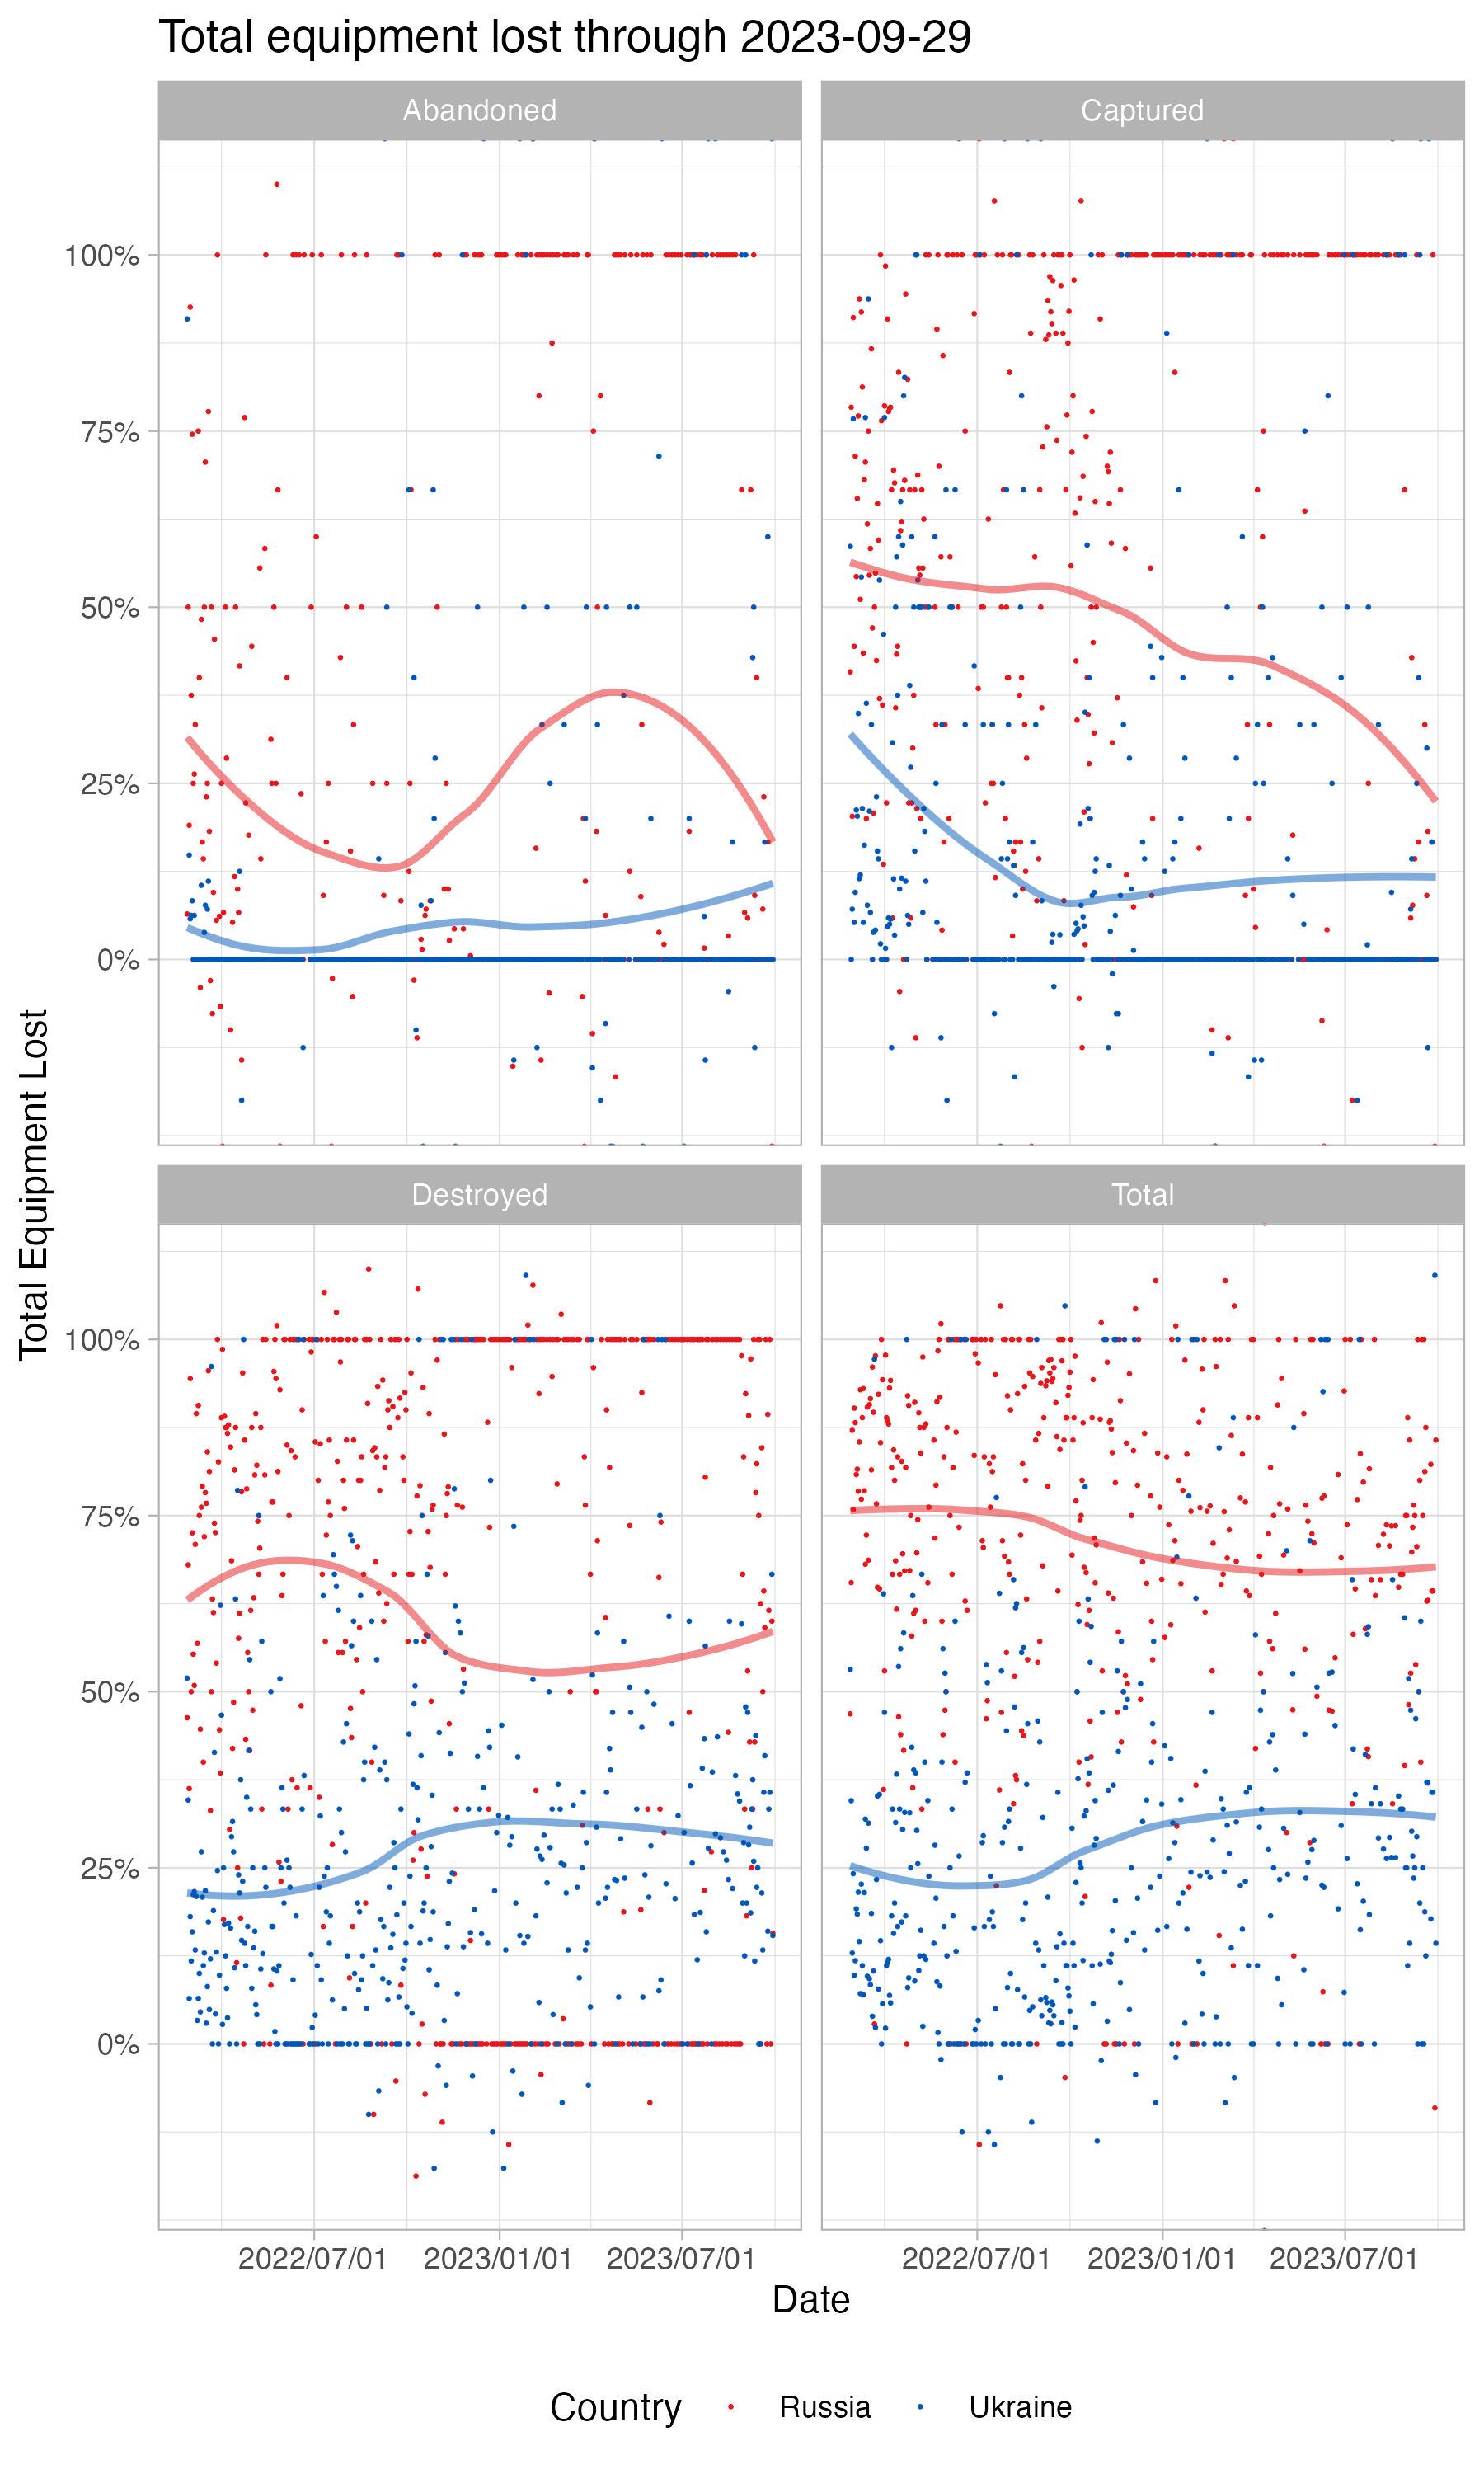 Total equipment lost through 2023-09-29
Abandoned
Captured
100%
75%
50%
25%
0%
Total Equipment Lost
Destroyed
Total
100%
75%
50%
25%
0%
2022/07/01 2023/01/01 2023/07/01
2022/07/01 2023/01/01 2023/07/01
Date
Country Russia Ukraine